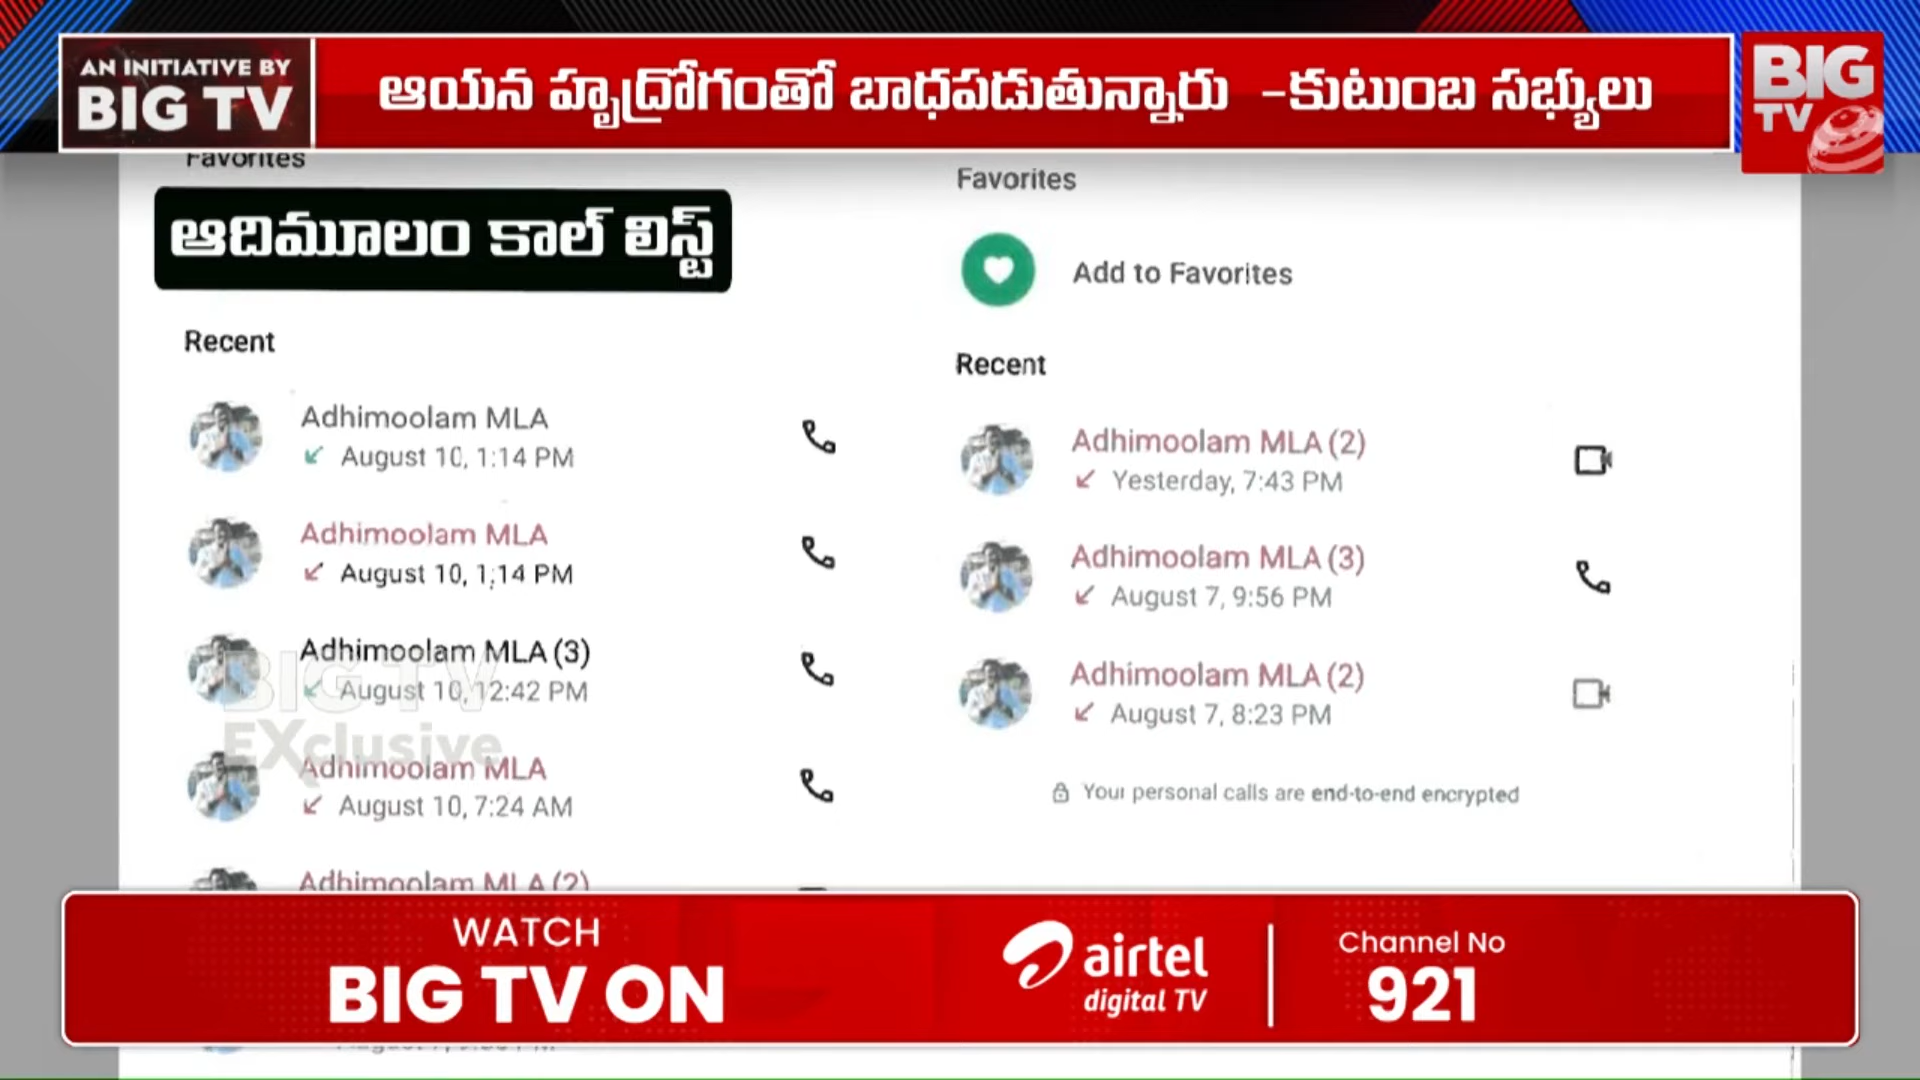 AN INITIATIVE BY
BIG TV
ఆయన హృద్రోగంతో బాధపడుతున్నారు -కుటుంబ సభ్యులు
BIG
TV
Favorites
ఆదిమూలం కాల్ లిస్ట్
Recent
Adhimoolam MLA
August 10, 1:14 PM
Adhimoolam MLA
August 10, 1:14 PM
Adhimoolam MLA (3)
August 10, 12:42 PM
Adhimoolam MLA
August 10, 7:24 AM
Adhimoolam MLA (2)
BIG TV
EXclusive
Favorites
Add to Favorites
Recent
Adhimoolam MLA (2)
Yesterday, 7:43 PM
Adhimoolam MLA (3)
August 7, 9:56 PM
Adhimoolam MLA (2)
August 7, 8:23 PM
Your personal calls are end-to-end encrypted
WATCH
BIG TV ON
airtel
digital TV
Channel No
921